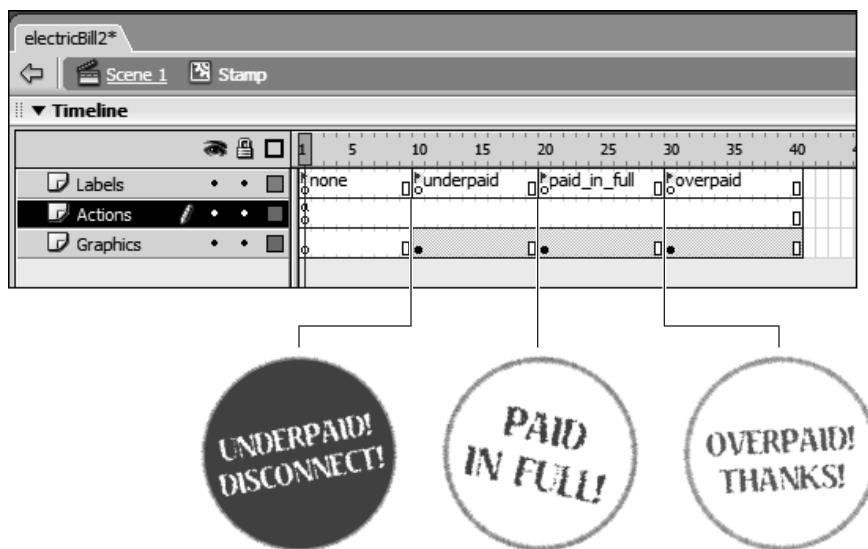 electricBill2*
Scene 1 Stamp
Timeline
1 5 10 15 20 25 30 35 40
Labels none underpaid paid_in_full overpaid
Actions
a
Graphics
UNDERPAID!
DISCONNECT!
PAID
IN FULL!
OVERPAID!
THANKS!